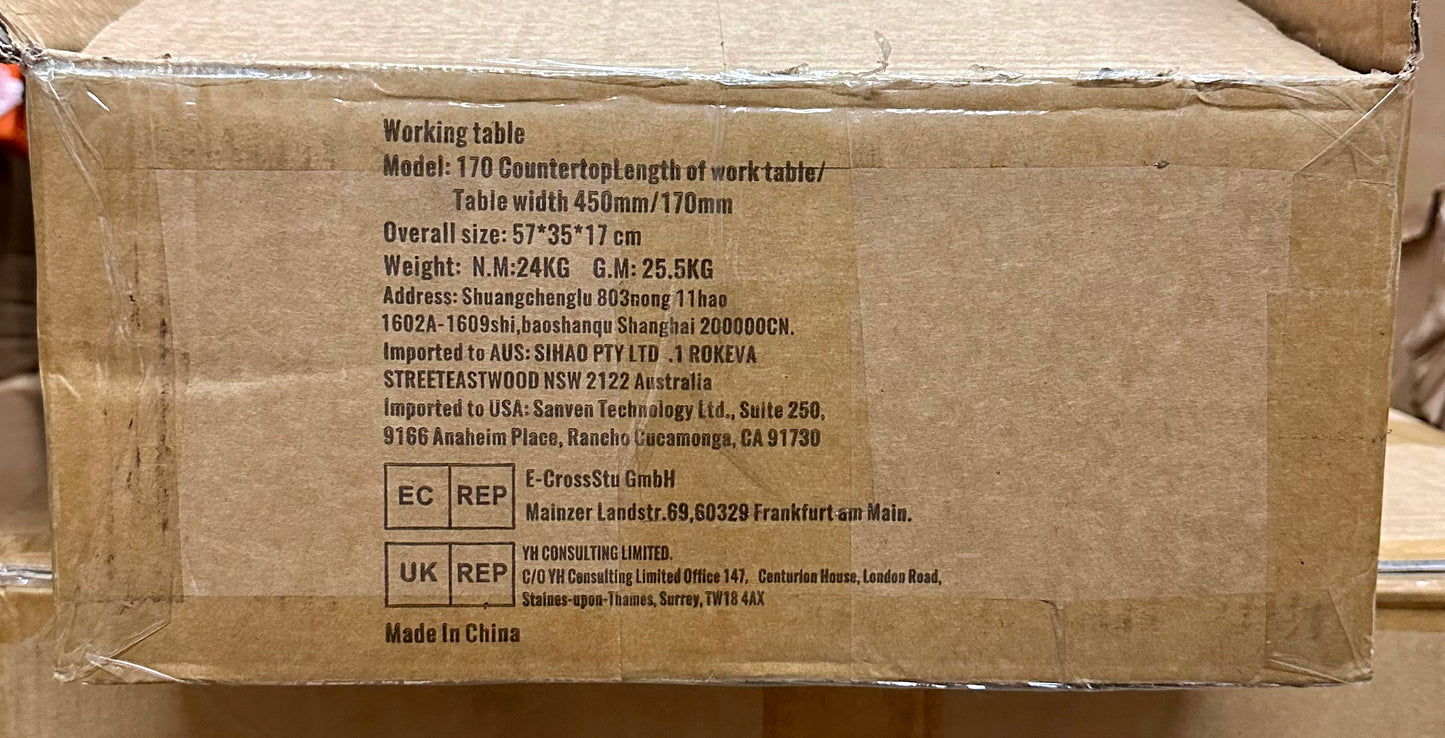 Working table
Model: 170 CountertopLength of work table/
Table width 450mm/170mm
Overall size: 57*35*17 cm
Weight: N.M:24KG G.M: 25.5KG
Address: Shuangchenglu 803nong 11hao
1602A-1609shi,baoshanqu Shanghai 200000CN.
Imported to AUS: SIHAO PTY LTD .1 ROKEVA
STREETEASTWOOD NSW 2122 Australia
Imported to USA: Sanven Technology Ltd., Suite 250,
9166 Anaheim Place, Rancho Cucamonga, CA 91730
EC REP E-CrossStu GmbH
Mainzer Landstr.69,60329 Frankfurt am Main.
UK REP YH CONSULTING LIMITED.
C/O YH Consulting Limited Office 147, Centurion House, London Road,
Staines-upon-Thames, Surrey, TW18 4AX
Made In China